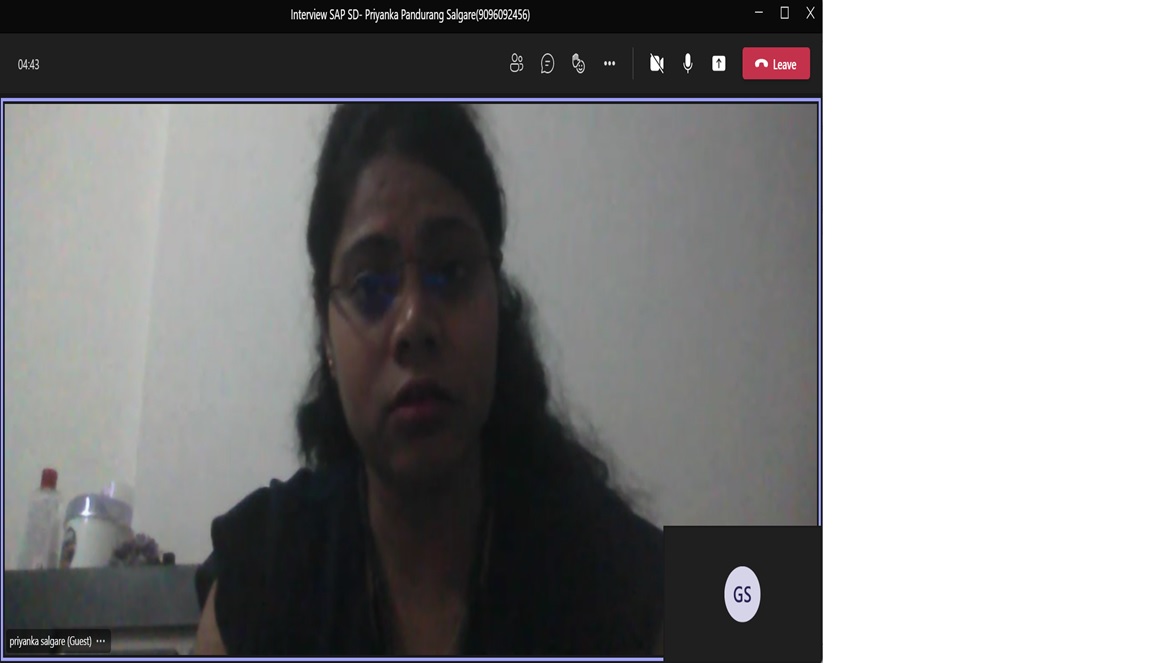 Interview SAP SD- Priyanka Pandurang Salgare(9096092456)
04:43
Leave
GS
priyanka salgare (Guest)